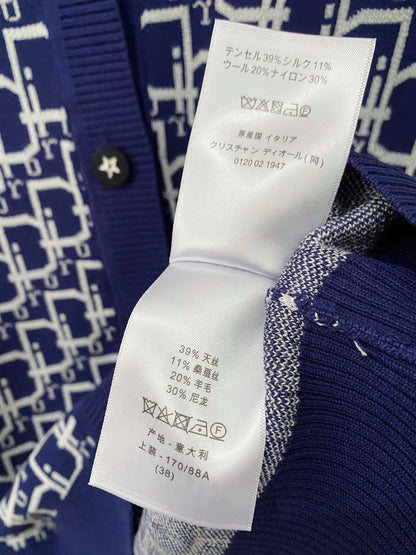 テンセル 39% シルク 11%
ウール 20% ナイロン 30%
原産国 イタリア
クリスチャン ディオール (同)
0120 02 1947
39% 天丝
11% 桑蚕丝
20% 羊毛
30% 尼龙
产地 - 意大利
上装 - 170/88A
(38)